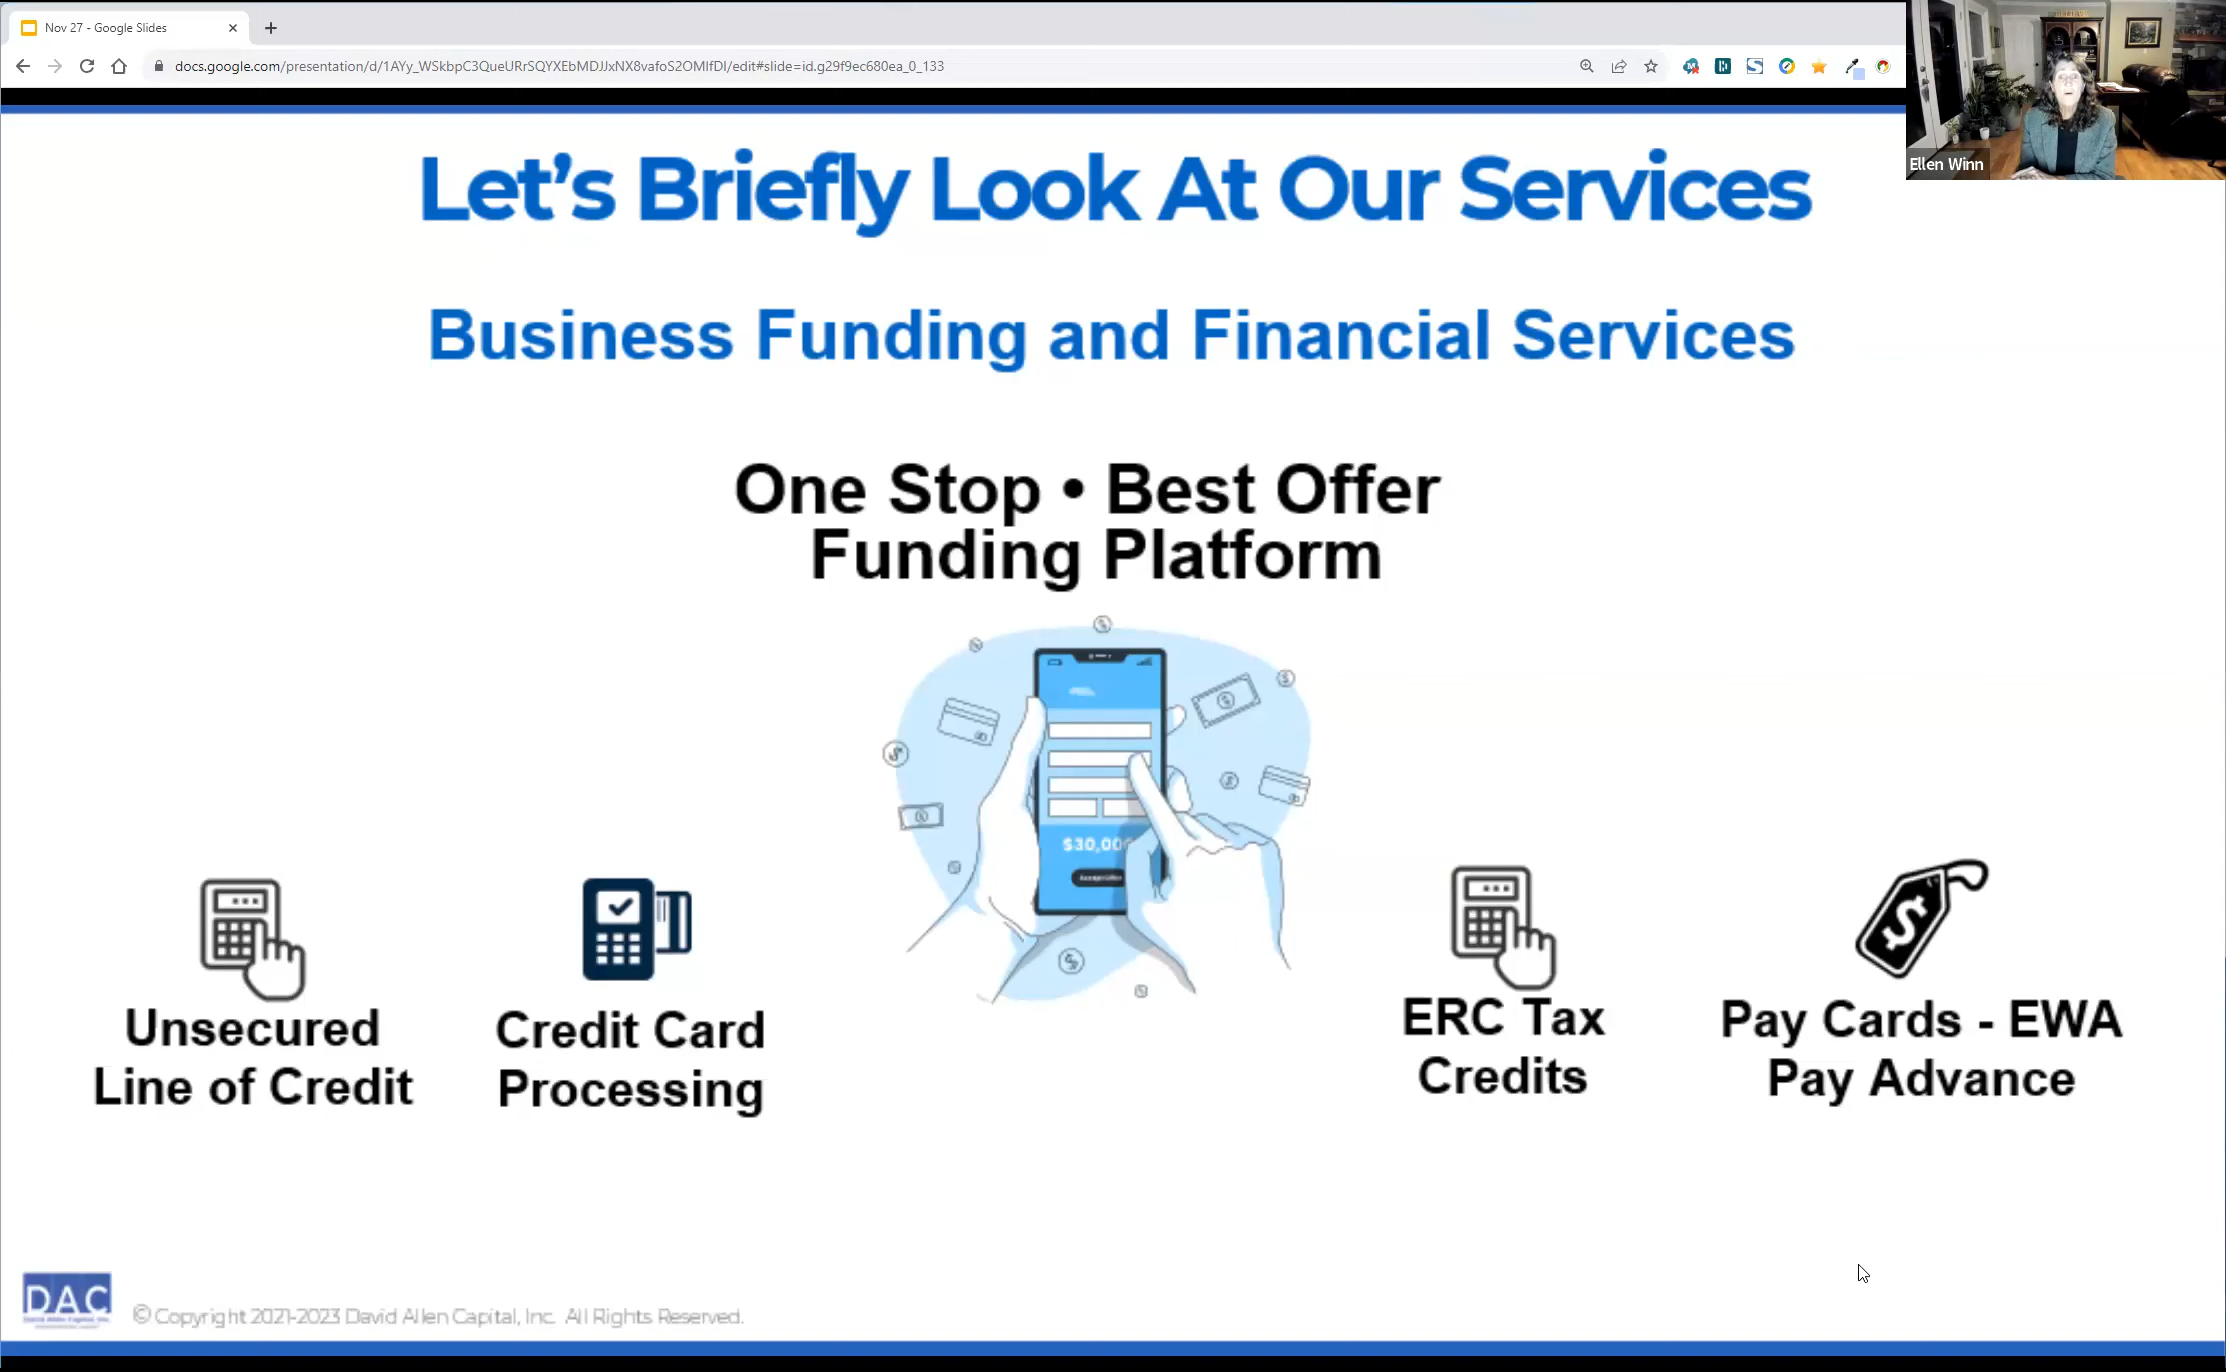 Nov 27 - Google Slides
docs.google.com/presentation/d/1AYy_WSkbpC3QueURrSQYXEbMDJJxNX8vafoS2OMIfDI/edit#slide=id.g29f9ec680ea_0_133
Ellen Winn
Let's Briefly Look At Our Services
Business Funding and Financial Services
One Stop • Best Offer
Funding Platform
$30,00
Unsecured
Line of Credit
Credit Card
Processing
ERC Tax
Credits
Pay Cards - EWA
Pay Advance
DAC
© Copyright 2021-2023 David Allen Capital, Inc. All Rights Reserved.